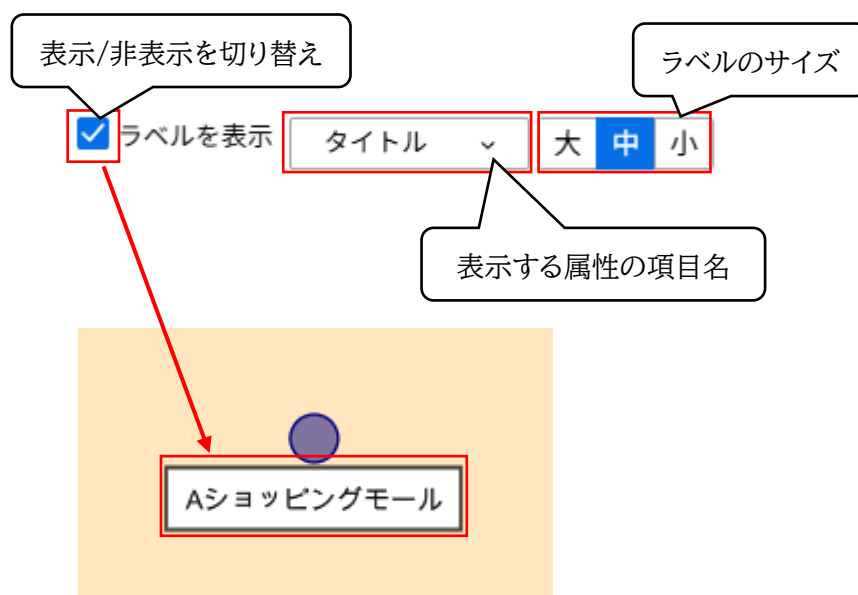 表示/非表示を切り替え
ラベルのサイズ
ラベルを表示 タイトル 大 中 小
表示する属性の項目名
Aショッピングモール